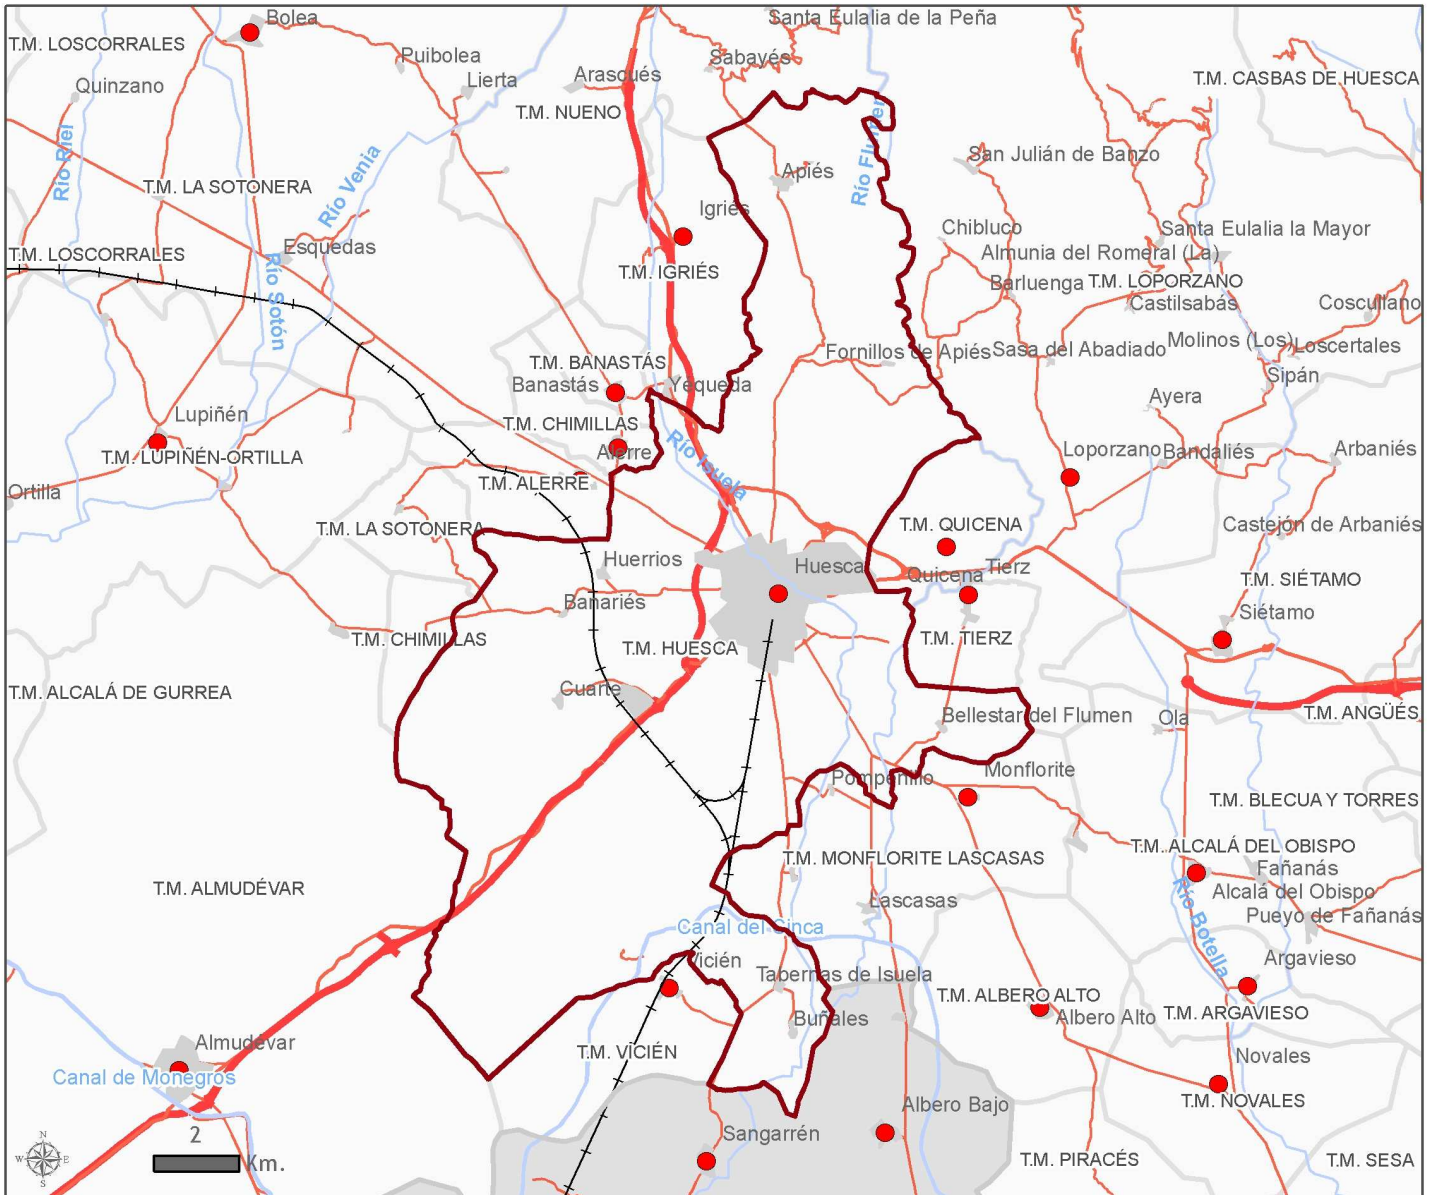 Bolea
Santa Eulalia de la Peña
T.M. LOSCORRALES
Puibolea
Sabayés
Lierta
Arascués
T.M. CASBAS DE HUESCA
Quinzano
T.M. NUENO
Río Riel
Río Venia
Río Flumen
San Julián de Banzo
Apiés
T.M. LA SOTONERA
Igriés
Chibluco
Santa Eulalia la Mayor
Esquedas
T.M. LOSCORRALES
Almunia del Romeral (La)
T.M. IGRIÉS
Río Sotón
Barluenga
T.M. LOPORZANO
Castilsabás
Coscullano
Molinos (Los)
Loscertales
Fornillos de Apiés
Sasa del Abadiado
T.M. BANASTÁS
Banastás
Yéqueda
Sipán
Ayera
Lupiñén
T.M. CHIMILLAS
Alerre
Río Isuela
Loporzano
Bandaliés
Arbaniés
T.M. LUPIÑÉN-ORTILLA
T.M. ALERRE
Ortilla
T.M. LA SOTONERA
T.M. QUICENA
Castejón de Arbaniés
Huerrios
Huesca
Quicena
Tierz
T.M. SIÉTAMO
Banariés
Siétamo
T.M. CHIMILLAS
T.M. HUESCA
T.M. TIERZ
T.M. ALCALÁ DE GURREA
Cuarte
Bellestar del Flumen
Ola
T.M. ANGÜÉS
Pompenillo
Monflorite
T.M. BLECUA Y TORRES
T.M. MONFLORITE LASCASAS
T.M. ALCALÁ DEL OBISPO
Fañanás
T.M. ALMUDÉVAR
Alcalá del Obispo
Lascasas
Río Botella
Pueyo de Fañanás
Canal del Cinca
Vicién
Argavieso
Tabernas de Isuela
T.M. ALBERO ALTO
Albero Alto
T.M. ARGAVIESO
Buñales
Almudévar
T.M. VICIÉN
Novales
Canal de Monegros
T.M. NOVALES
Albero Bajo
Sangarrén
2
Km.
N
W
E
S
T.M. PIRACÉS
T.M. SESA